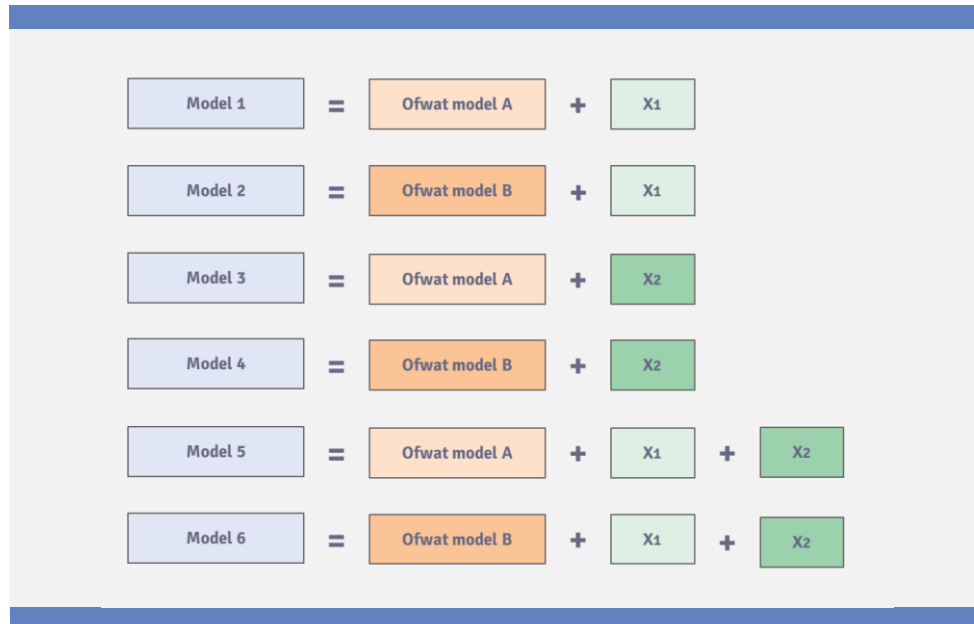 Model 1 = Ofwat model A + X1
Model 2 = Ofwat model B + X1
Model 3 = Ofwat model A + X2
Model 4 = Ofwat model B + X2
Model 5 = Ofwat model A + X1 + X2
Model 6 = Ofwat model B + X1 + X2